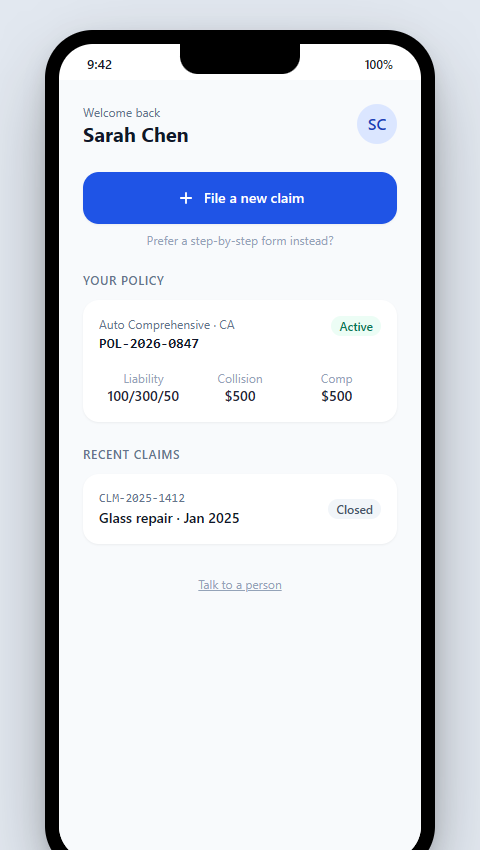 9:42
100%
Welcome back
Sarah Chen
SC
File a new claim
Prefer a step-by-step form instead?
YOUR POLICY
Auto Comprehensive · CA
Active
POL-2026-0847
Liability Collision Comp
100/300/50 $500 $500
RECENT CLAIMS
CLM-2025-1412
Glass repair · Jan 2025
Closed
Talk to a person